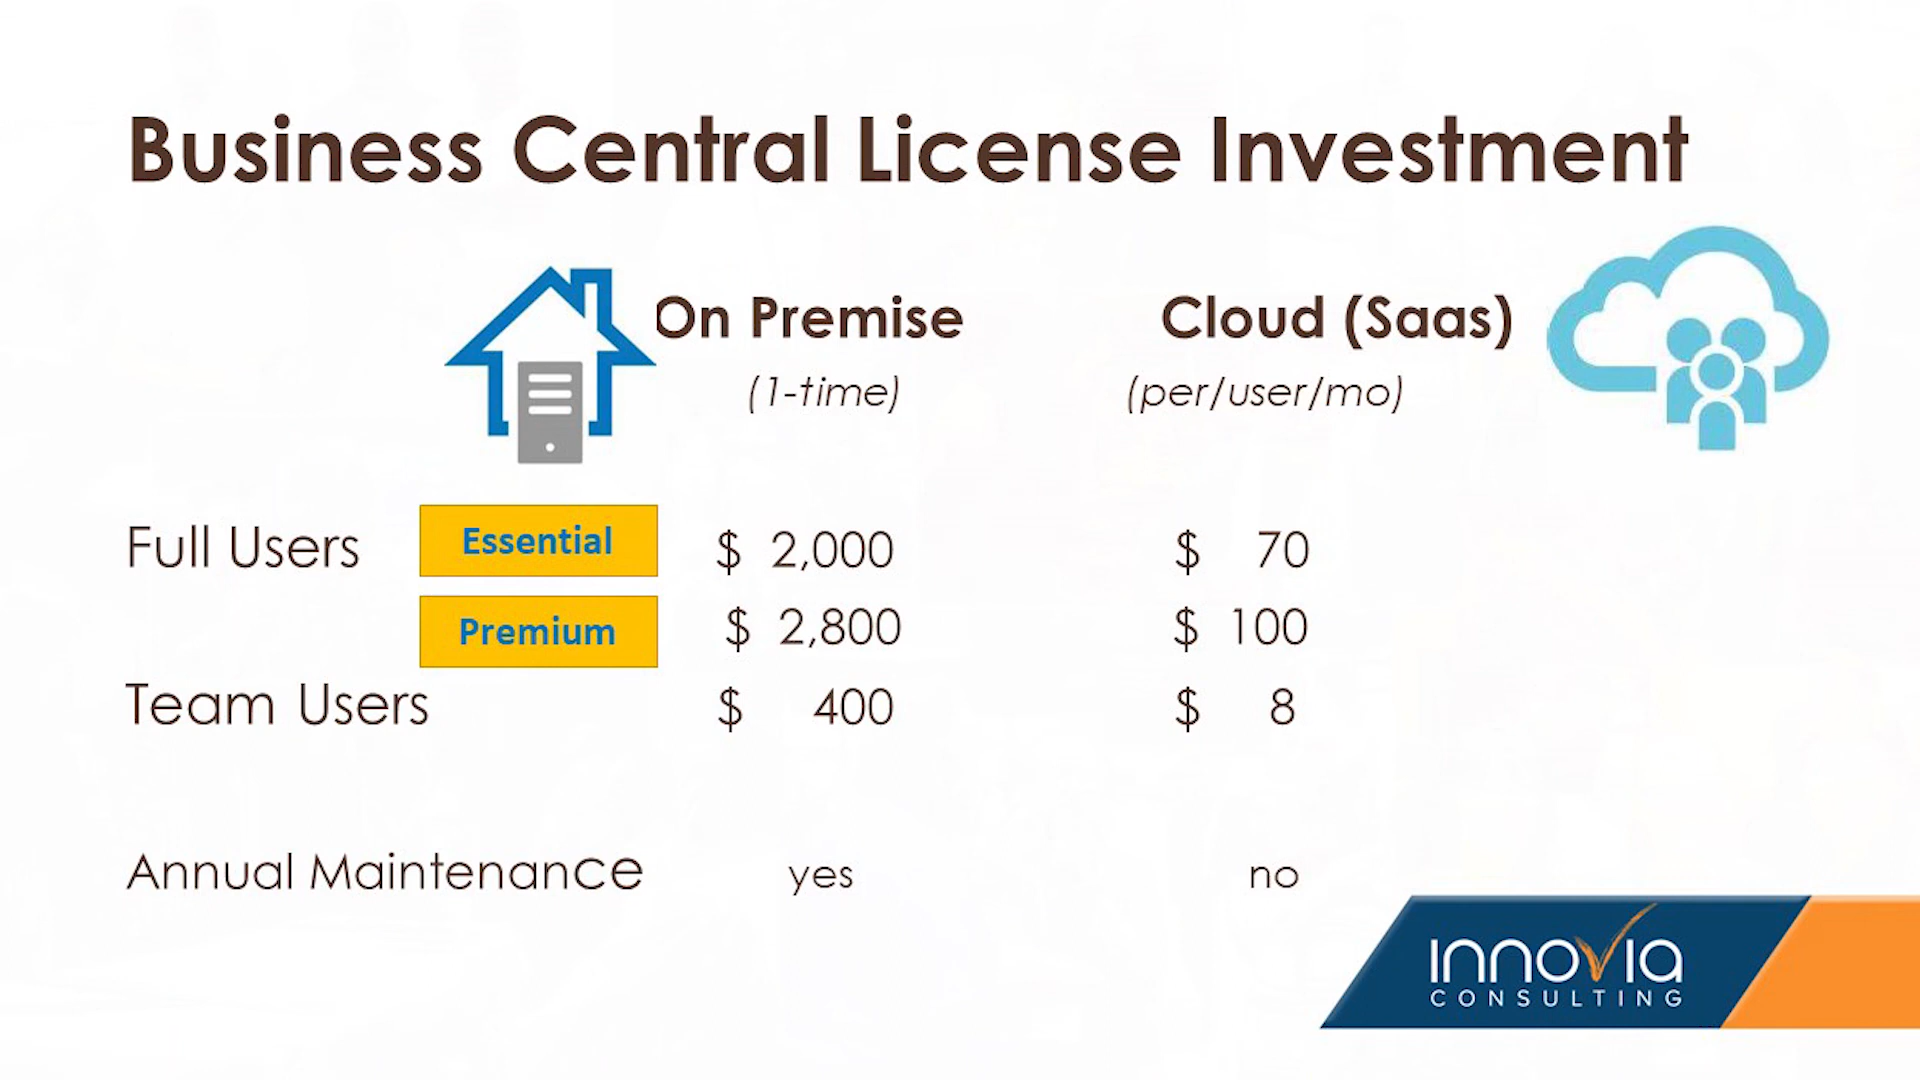 Business Central License Investment
On Premise Cloud (Saas)
(1-time) (per/user/mo)
Full Users Essential $ 2,000 $ 70
Premium $ 2,800 $ 100
Team Users $ 400 $ 8
Annual Maintenance yes no
innovia
CONSULTING